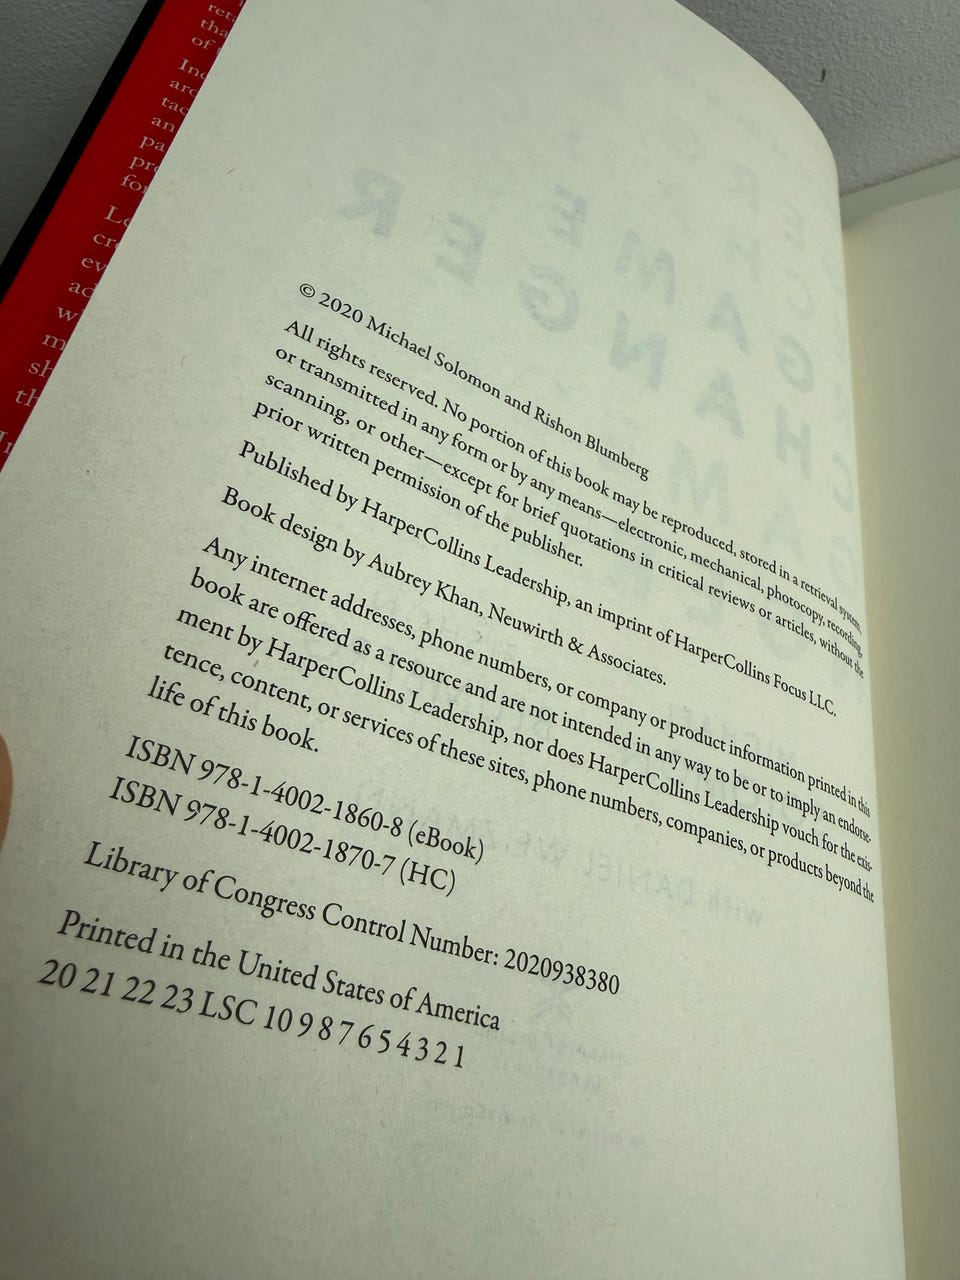 © 2020 Michael Solomon and Rishon Blumberg
All rights reserved. No portion of this book may be reproduced, stored in a retrieval system,
or transmitted in any form or by any means—electronic, mechanical, photocopy, recording,
scanning, or other—except for brief quotations in critical reviews or articles, without the
prior written permission of the publisher.
Published by HarperCollins Leadership, an imprint of HarperCollins Focus LLC.
Book design by Aubrey Khan, Neuwirth & Associates.
Any internet addresses, phone numbers, or company or product information printed in this
book are offered as a resource and are not intended in any way to be or to imply an endorse-
ment by HarperCollins Leadership, nor does HarperCollins Leadership vouch for the exis-
tence, content, or services of these sites, phone numbers, companies, or products beyond the
life of this book.
ISBN 978-1-4002-1860-8 (eBook)
ISBN 978-1-4002-1870-7 (HC)
Library of Congress Control Number: 2020938380
Printed in the United States of America
20 21 22 23 LSC 10 9 8 7 6 5 4 3 2 1